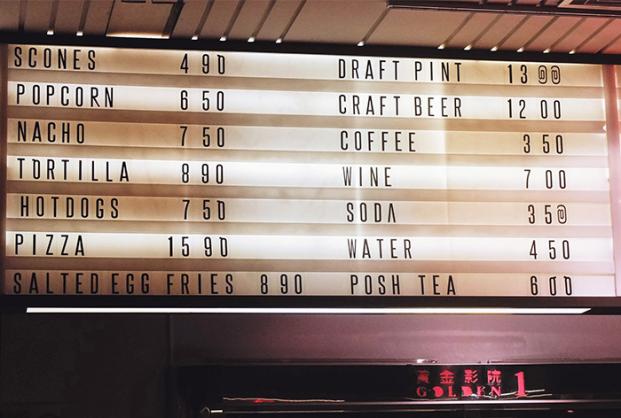 SCONES 4 90 DRAFT PINT 13 00
POPCORN 6 50 CRAFT BEER 12 00
NACHO 7 50 COFFEE 3 50
TORTILLA 8 90 WINE 7 00
HOTDOGS 7 50 SODA 3 50
PIZZA 15 90 WATER 4 50
SALTED EGG FRIES 8 90 POSH TEA 6 00
黄金影院 1
GOLDEN